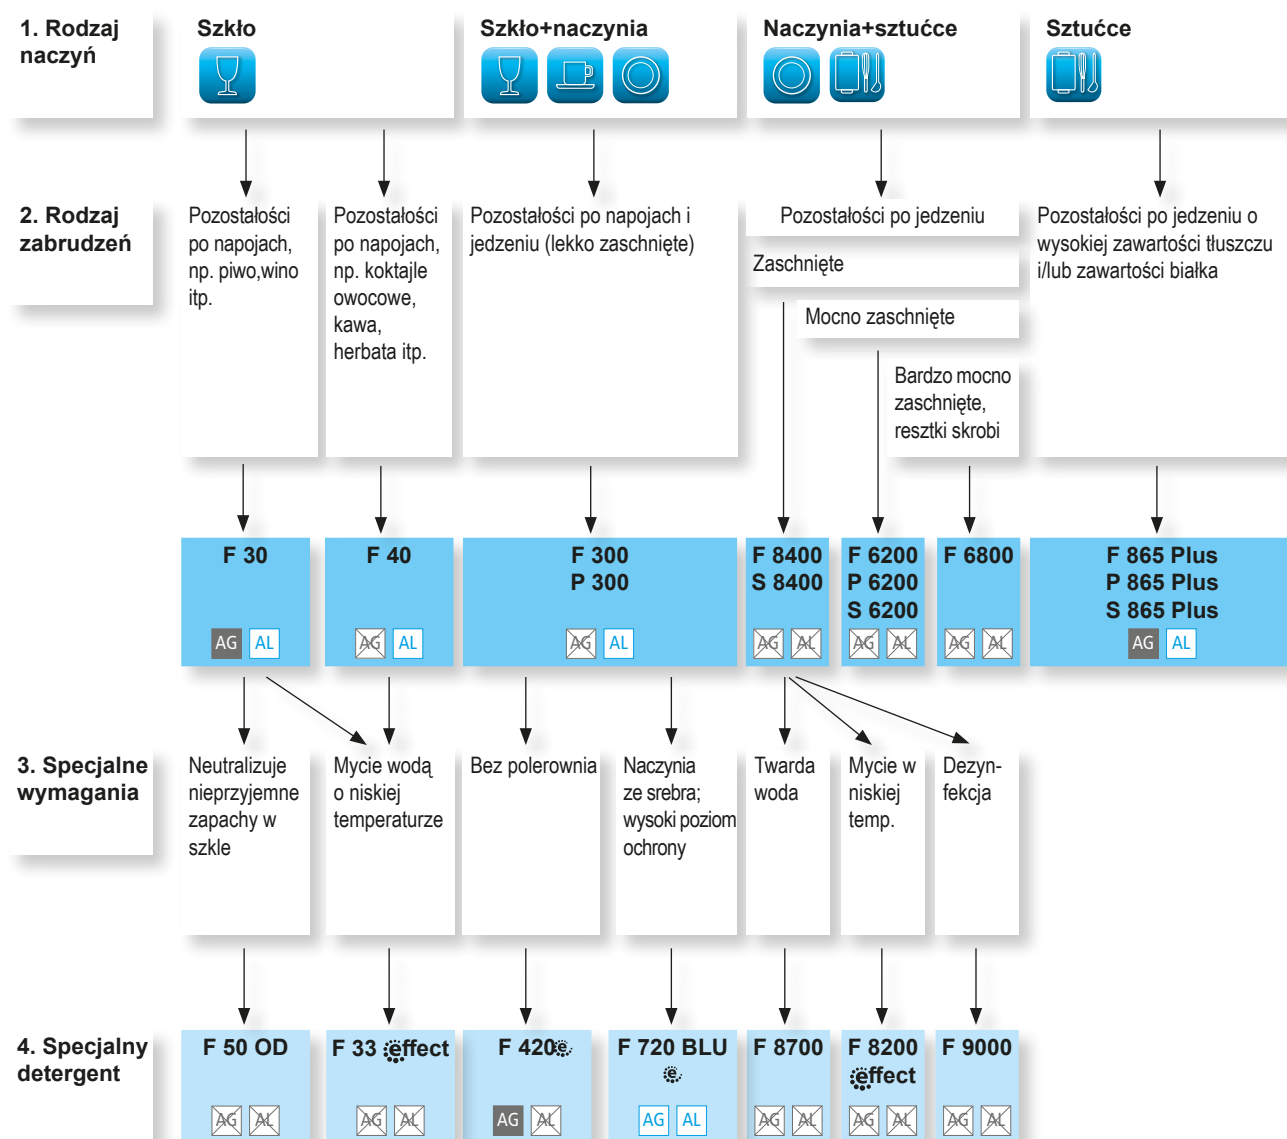 1. Rodzaj
naczyń
Szkło
Szkło+naczynia
Naczynia+sztućce
Sztućce
2. Rodzaj
zabrudzeń
Pozostałości
po napojach,
np. piwo,wino
itp.
Pozostałości
po napojach,
np. koktajle
owocowe,
kawa,
herbata itp.
Pozostałości po napojach i
jedzeniu (lekko zaschnięte)
Pozostałości po jedzeniu
Zaschnięte
Mocno zaschnięte
Bardzo mocno
zaschnięte,
resztki skrobi
Pozostałości po jedzeniu o
wysokiej zawartości tłuszczu
i/lub zawartości białka
F 30
AG AL
F 40
AG AL
F 300
P 300
AG AL
F 8400
S 8400
AG AL
F 6200
P 6200
S 6200
AG AL
F 6800
AG AL
F 865 Plus
P 865 Plus
S 865 Plus
AG AL
3. Specjalne
wymagania
Neutralizuje
nieprzyjemne
zapachy w
szkle
Mycie wodą
o niskiej
temperaturze
Bez polerownia
Naczynia
ze srebra;
wysoki poziom
ochrony
Twarda
woda
Mycie w
niskiej
temp.
Dezyn-
fekcja
4. Specjalny
detergent
F 50 OD
AG AL
F 33 effect
AG AL
F 420 e
AG AL
F 720 BLU
e
AG AL
F 8700
AG AL
F 8200
effect
AG AL
F 9000
AG AL